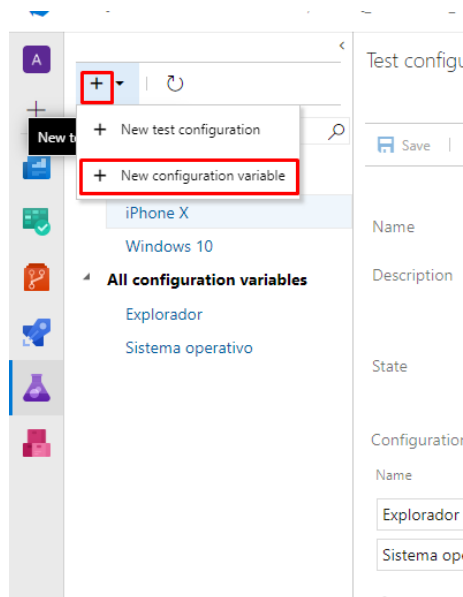 A
Test configu
New t
New test configuration
Save
New configuration variable
iPhone X
Name
Windows 10
Description
All configuration variables
Explorador
Sistema operativo
State
Configuration
Name
Explorador
Sistema ope